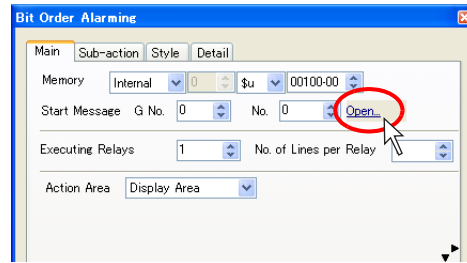 Bit Order Alarming
Main Sub-action Style Detail
Memory Internal 0 $u 00100-00
Start Message G No. 0 No. 0 Open...
Executing Relays 1 No. of Lines per Relay
Action Area Display Area